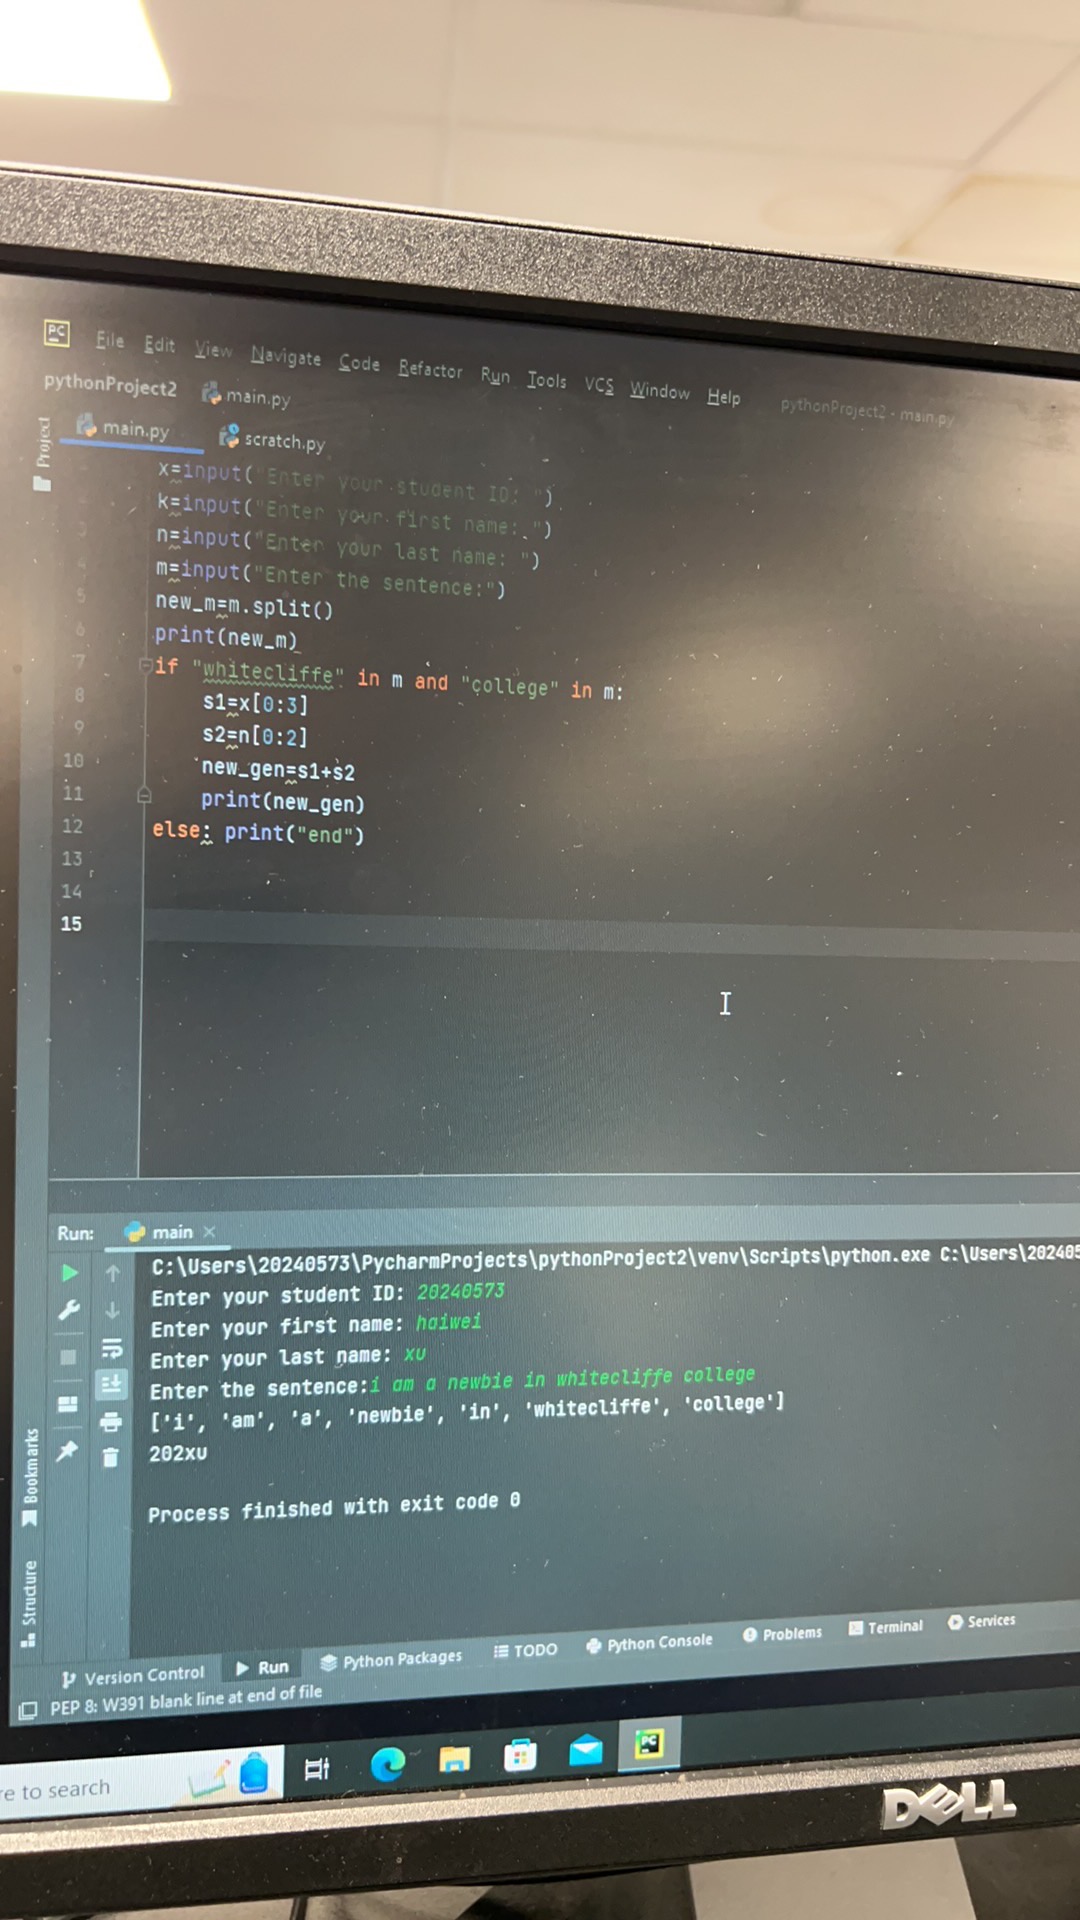 PC File Edit View Navigate Code Refactor Run Tools VCS Window Help pythonProject2 - main.py
pythonProject2 main.py
main.py scratch.py
Project
x=input("Enter your student ID: ")
k=input("Enter your first name: ")
3 n=input("Enter your last name: ")
4 m=input("Enter the sentence:")
5 new_m=m.split()
6 print(new_m)
7 if "whitecliffe" in m and "college" in m:
8 s1=x[0:3]
9 s2=n[0:2]
10 new_gen=s1+s2
11 print(new_gen)
12 else: print("end")
13
14
15
Run: main
C:\Users\20240573\PycharmProjects\pythonProject2\venv\Scripts\python.exe C:\Users\202405
Enter your student ID: 20240573
Enter your first name: haiwei
Enter your last name: xu
Enter the sentence:i am a newbie in whitecliffe college
['i', 'am', 'a', 'newbie', 'in', 'whitecliffe', 'college']
202xu
Process finished with exit code 0
Bookmarks
Structure
Version Control Run Python Packages TODO Python Console Problems Terminal Services
PEP 8: W391 blank line at end of file
re to search
PC
DELL